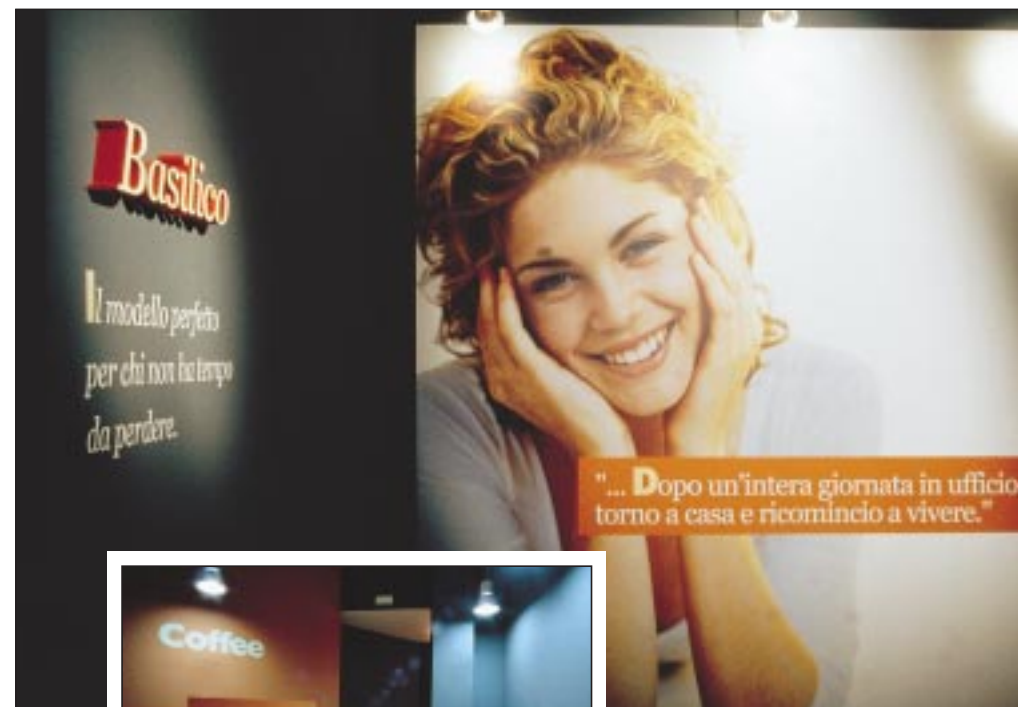 Basilico
Il modello perfetto
per chi non ha tempo
da perdere.
"... Dopo un'intera giornata in ufficio
torno a casa e ricomincio a vivere."
Coffee